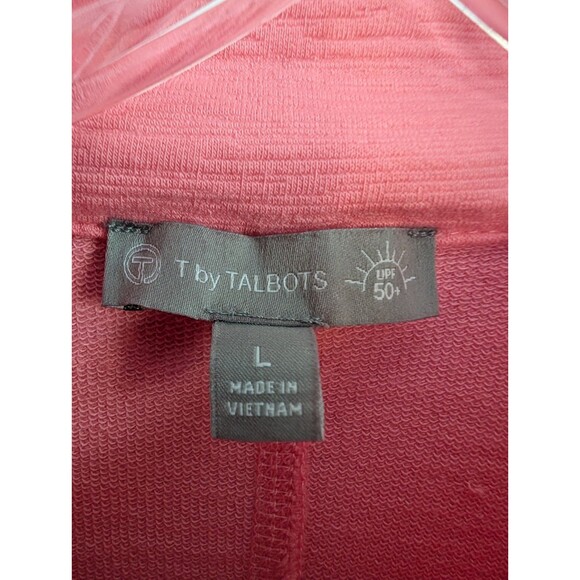 T T by TALBOTS UPF
50+
L
MADE IN
VIETNAM